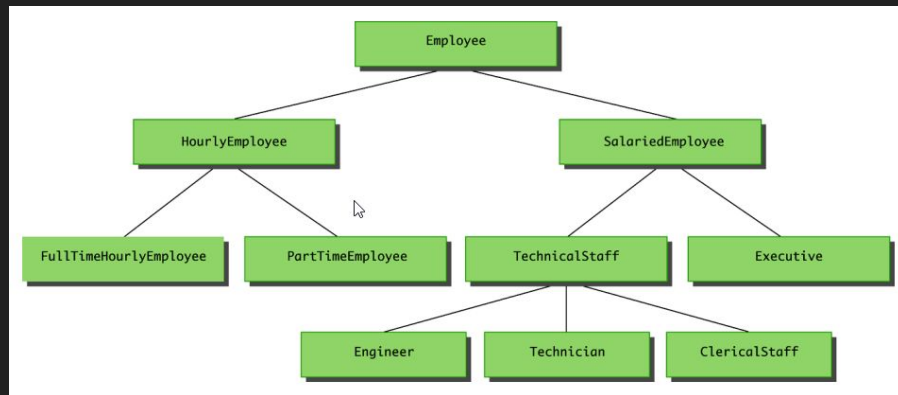 Employee
HourlyEmployee
SalariedEmployee
FullTimeHourlyEmployee
PartTimeEmployee
TechnicalStaff
Executive
Engineer
Technician
ClericalStaff